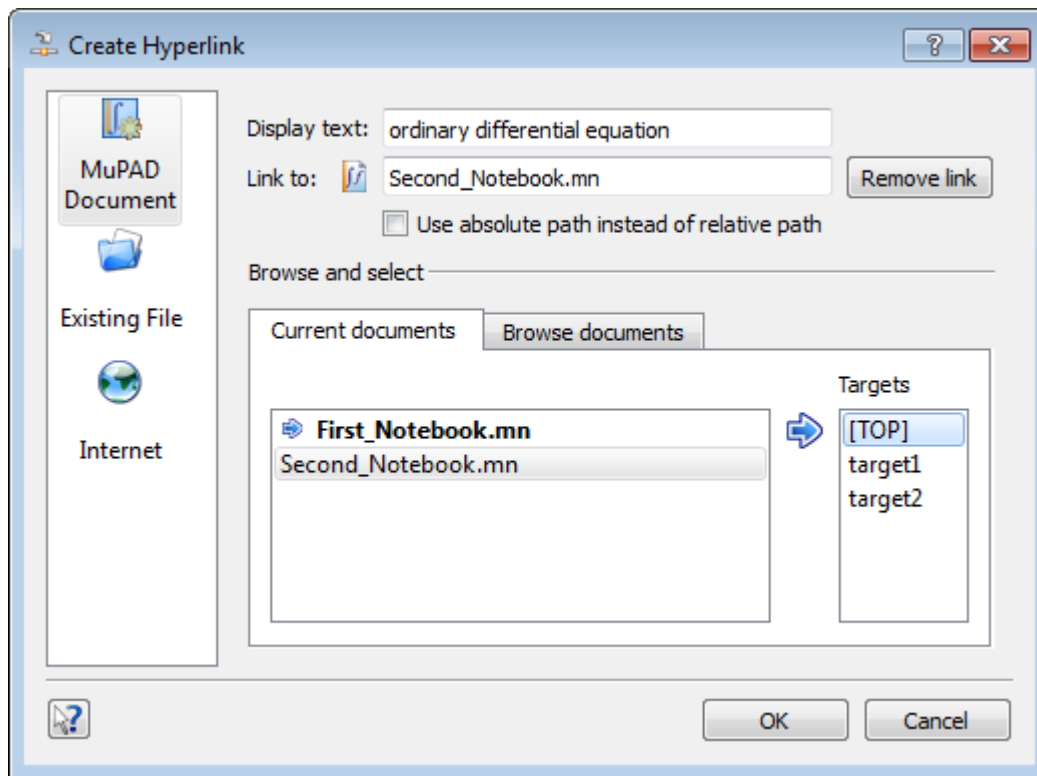 Create Hyperlink
MuPAD
Document
Existing File
Internet
Display text: ordinary differential equation
Link to: Second_Notebook.mn Remove link
Use absolute path instead of relative path
Browse and select
Current documents Browse documents
Targets
First_Notebook.mn
Second_Notebook.mn
[TOP]
target1
target2
OK Cancel